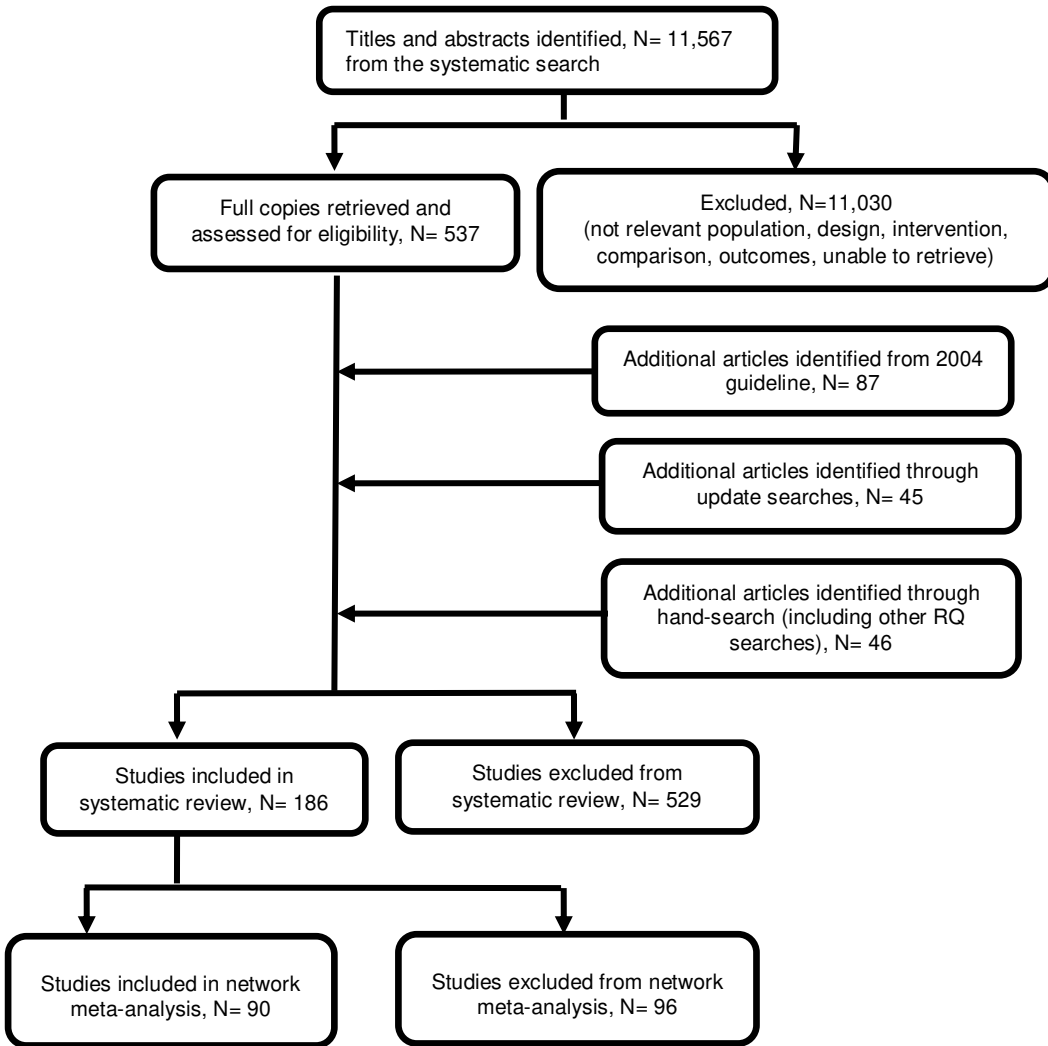 Titles and abstracts identified, N= 11,567
from the systematic search
Full copies retrieved and
assessed for eligibility, N= 537
Excluded, N=11,030
(not relevant population, design, intervention,
comparison, outcomes, unable to retrieve)
Additional articles identified from 2004
guideline, N= 87
Additional articles identified through
update searches, N= 45
Additional articles identified through
hand-search (including other RQ
searches), N= 46
Studies included in
systematic review, N= 186
Studies excluded from
systematic review, N= 529
Studies included in network
meta-analysis, N= 90
Studies excluded from network
meta-analysis, N= 96